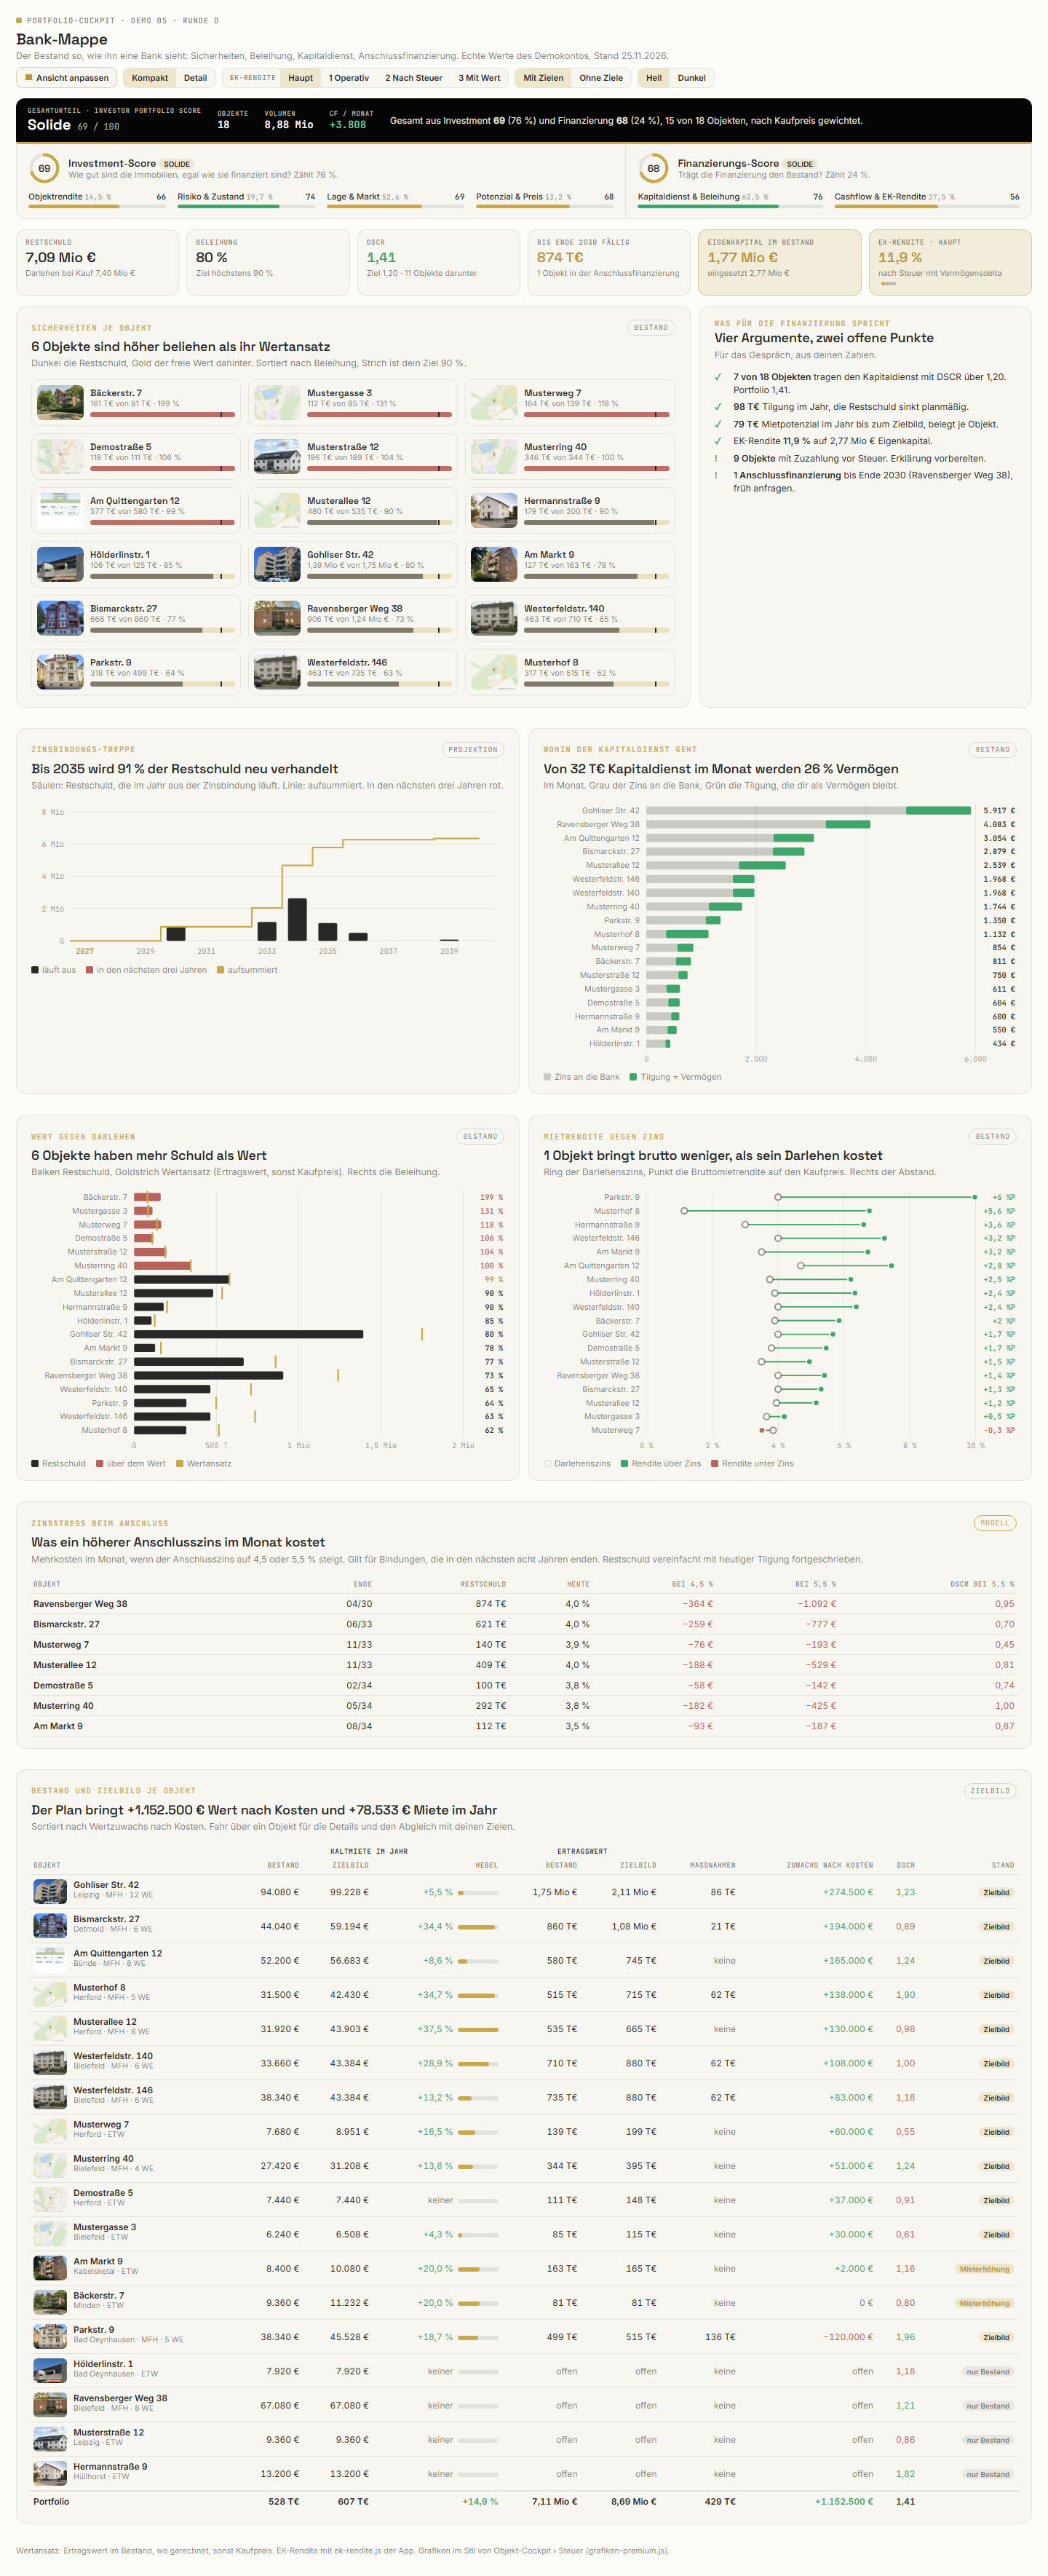 PORTFOLIO-COCKPIT · DEMO 05 · RUNDE D
Bank-Mappe
Der Bestand so, wie ihn eine Bank sieht: Sicherheiten, Beleihung, Kapitaldienst, Anschlussfinanzierung. Echte Werte des Demokontos, Stand 25.11.2026.
Ansicht anpassen Kompakt Detail EK-RENDITE Haupt 1 Operativ 2 Nach Steuer 3 Mit Wert Mit Zielen Ohne Ziele Hell Dunkel
GESAMTURTEIL · INVESTOR PORTFOLIO SCORE OBJEKTE VOLUMEN CF / MONAT
Solide 69 / 100 18 8,88 Mio +3.808 Gesamt aus Investment 69 (76 %) und Finanzierung 68 (24 %), 15 von 18 Objekten, nach Kaufpreis gewichtet.
69 Investment-Score SOLIDE
Wie gut sind die Immobilien, egal wie sie finanziert sind? Zählt 76 %.
Objektrendite 14,5 % 66 Risiko & Zustand 19,7 % 74 Lage & Markt 52,6 % 69 Potenzial & Preis 13,2 % 68
68 Finanzierungs-Score SOLIDE
Trägt die Finanzierung den Bestand? Zählt 24 %.
Kapitaldienst & Beleihung 62,5 % 76 Cashflow & EK-Rendite 37,5 % 56
RESTSCHULD
7,09 Mio €
Darlehen bei Kauf 7,40 Mio €
BELEIHUNG
80 %
Ziel höchstens 90 %
DSCR
1,41
Ziel 1,20 · 11 Objekte darunter
BIS ENDE 2030 FÄLLIG
874 T€
1 Objekt in der Anschlussfinanzierung
EIGENKAPITAL IM BESTAND
1,77 Mio €
eingesetzt 2,77 Mio €
EK-RENDITE · HAUPT
11,9 %
nach Steuer mit Vermögensdelta
SICHERHEITEN JE OBJEKT BESTAND
6 Objekte sind höher beliehen als ihr Wertansatz
Dunkel die Restschuld, Gold der freie Wert dahinter. Sortiert nach Beleihung, Strich ist dein Ziel 90 %.
Bäckerstr. 7
161 T€ von 81 T€ · 199 %
Mustergasse 3
112 T€ von 85 T€ · 131 %
Musterweg 7
164 T€ von 139 T€ · 118 %
Demostraße 5
118 T€ von 111 T€ · 106 %
Musterstraße 12
196 T€ von 189 T€ · 104 %
Musterring 40
346 T€ von 344 T€ · 100 %
Am Quittengarten 12
577 T€ von 580 T€ · 99 %
Musterallee 12
480 T€ von 535 T€ · 90 %
Hermannstraße 9
179 T€ von 200 T€ · 90 %
Hölderlinstr. 1
106 T€ von 125 T€ · 85 %
Gohliser Str. 42
1,39 Mio € von 1,75 Mio € · 80 %
Am Markt 9
127 T€ von 163 T€ · 78 %
Bismarckstr. 27
666 T€ von 860 T€ · 77 %
Ravensberger Weg 38
906 T€ von 1,24 Mio € · 73 %
Westerfeldstr. 140
463 T€ von 710 T€ · 65 %
Parkstr. 9
318 T€ von 499 T€ · 64 %
Westerfeldstr. 146
463 T€ von 735 T€ · 63 %
Musterhof 8
317 T€ von 515 T€ · 62 %
WAS FÜR DIE FINANZIERUNG SPRICHT
Vier Argumente, zwei offene Punkte
Für das Gespräch, aus deinen Zahlen.
✓ 7 von 18 Objekten tragen den Kapitaldienst mit DSCR über 1,20.
Portfolio 1,41.
✓ 98 T€ Tilgung im Jahr, die Restschuld sinkt planmäßig.
✓ 79 T€ Mietpotenzial im Jahr bis zum Zielbild, belegt je Objekt.
✓ EK-Rendite 11,9 % auf 2,77 Mio € Eigenkapital.
! 9 Objekte mit Zuzahlung vor Steuer. Erklärung vorbereiten.
! 1 Anschlussfinanzierung bis Ende 2030 (Ravensberger Weg 38),
früh anfragen.
ZINSBINDUNGS-TREPPE PROJEKTION
Bis 2035 wird 91 % der Restschuld neu verhandelt
Säulen: Restschuld, die im Jahr aus der Zinsbindung läuft. Linie: aufsummiert. In den nächsten drei Jahren rot.
8 Mio
6 Mio
4 Mio
2 Mio
0
2027 2029 2031 2033 2035 2037 2039
läuft aus in den nächsten drei Jahren aufsummiert
WOHIN DER KAPITALDIENST GEHT BESTAND
Von 32 T€ Kapitaldienst im Monat werden 26 % Vermögen
Im Monat. Grau der Zins an die Bank, Grün die Tilgung, die dir als Vermögen bleibt.
Gohliser Str. 42 5.917 €
Ravensberger Weg 38 4.083 €
Am Quittengarten 12 3.054 €
Bismarckstr. 27 2.879 €
Musterallee 12 2.539 €
Westerfeldstr. 146 1.968 €
Westerfeldstr. 140 1.968 €
Musterring 40 1.744 €
Parkstr. 9 1.350 €
Musterhof 8 1.132 €
Musterweg 7 854 €
Bäckerstr. 7 811 €
Musterstraße 12 750 €
Mustergasse 3 611 €
Demostraße 5 604 €
Hermannstraße 9 600 €
Am Markt 9 550 €
Hölderlinstr. 1 434 €
0 2.000 4.000 6.000
Zins an die Bank Tilgung = Vermögen
WERT GEGEN DARLEHEN BESTAND
6 Objekte haben mehr Schuld als Wert
Balken Restschuld, Goldstrich Wertansatz (Ertragswert, sonst Kaufpreis). Rechts die Beleihung.
Bäckerstr. 7 199 %
Mustergasse 3 131 %
Musterweg 7 118 %
Demostraße 5 106 %
Musterstraße 12 104 %
Musterring 40 100 %
Am Quittengarten 12 99 %
Musterallee 12 90 %
Hermannstraße 9 90 %
Hölderlinstr. 1 85 %
Gohliser Str. 42 80 %
Am Markt 9 78 %
Bismarckstr. 27 77 %
Ravensberger Weg 38 73 %
Westerfeldstr. 140 65 %
Parkstr. 9 64 %
Westerfeldstr. 146 63 %
Musterhof 8 62 %
0 500 T 1 Mio 1,5 Mio 2 Mio
Restschuld über dem Wert Wertansatz
MIETRENDITE GEGEN ZINS BESTAND
1 Objekt bringt brutto weniger, als sein Darlehen kostet
Ring der Darlehenszins, Punkt die Bruttomietrendite auf den Kaufpreis. Rechts der Abstand.
Parkstr. 9 +6 %P
Musterhof 8 +5,6 %P
Hermannstraße 9 +3,6 %P
Westerfeldstr. 146 +3,2 %P
Am Markt 9 +3,2 %P
Am Quittengarten 12 +2,8 %P
Musterring 40 +2,5 %P
Hölderlinstr. 1 +2,4 %P
Westerfeldstr. 140 +2,4 %P
Bäckerstr. 7 +2 %P
Gohliser Str. 42 +1,7 %P
Demostraße 5 +1,7 %P
Musterstraße 12 +1,5 %P
Ravensberger Weg 38 +1,4 %P
Bismarckstr. 27 +1,3 %P
Musterallee 12 +1,2 %P
Mustergasse 3 +0,5 %P
Musterweg 7 -0,3 %P
0 % 2 % 4 % 6 % 8 % 10 %
Darlehenszins Rendite über Zins Rendite unter Zins
ZINSSTRESS BEIM ANSCHLUSS MODELL
Was ein höherer Anschlusszins im Monat kostet
Mehrkosten im Monat, wenn der Anschlusszins auf 4,5 oder 5,5 % steigt. Gilt für Bindungen, die in den nächsten acht Jahren enden. Restschuld vereinfacht mit heutiger Tilgung fortgeschrieben.
OBJEKT ENDE RESTSCHULD HEUTE BEI 4,5 % BEI 5,5 % DSCR BEI 5,5 %
Ravensberger Weg 38 04/30 874 T€ 4,0 % −364 € −1.092 € 0,95
Bismarckstr. 27 06/33 621 T€ 4,0 % −259 € −777 € 0,70
Musterweg 7 11/33 140 T€ 3,9 % −76 € −193 € 0,45
Musterallee 12 11/33 409 T€ 4,0 % −188 € −529 € 0,81
Demostraße 5 02/34 100 T€ 3,8 % −58 € −142 € 0,74
Musterring 40 05/34 292 T€ 3,8 % −182 € −425 € 1,00
Am Markt 9 08/34 112 T€ 3,5 % −93 € −187 € 0,87
BESTAND UND ZIELBILD JE OBJEKT ZIELBILD
Der Plan bringt +1.152.500 € Wert nach Kosten und +78.533 € Miete im Jahr
Sortiert nach Wertzuwachs nach Kosten. Fahr über ein Objekt für die Details und den Abgleich mit deinen Zielen.
KALTMIETE IM JAHR ERTRAGSWERT
OBJEKT BESTAND ZIELBILD HEBEL BESTAND ZIELBILD MASSNAHMEN ZUWACHS NACH KOSTEN DSCR STAND
Gohliser Str. 42 94.080 € 99.228 € +5,5 % 1,75 Mio € 2,11 Mio € 86 T€ +274.500 € 1,23 Zielbild
Leipzig · MFH · 12 WE
Bismarckstr. 27 44.040 € 59.194 € +34,4 % 860 T€ 1,08 Mio € 21 T€ +194.000 € 0,89 Zielbild
Detmold · MFH · 6 WE
Am Quittengarten 12 52.200 € 56.683 € +8,6 % 580 T€ 745 T€ keine +165.000 € 1,24 Zielbild
Bünde · MFH · 8 WE
Musterhof 8 31.500 € 42.430 € +34,7 % 515 T€ 715 T€ 62 T€ +138.000 € 1,90 Zielbild
Herford · MFH · 5 WE
Musterallee 12 31.920 € 43.903 € +37,5 % 535 T€ 665 T€ keine +130.000 € 0,98 Zielbild
Herford · MFH · 6 WE
Westerfeldstr. 140 33.660 € 43.384 € +28,9 % 710 T€ 880 T€ 62 T€ +108.000 € 1,00 Zielbild
Bielefeld · MFH · 6 WE
Westerfeldstr. 146 38.340 € 43.384 € +13,2 % 735 T€ 880 T€ 62 T€ +83.000 € 1,18 Zielbild
Bielefeld · MFH · 6 WE
Musterweg 7 7.680 € 8.951 € +16,5 % 139 T€ 199 T€ keine +60.000 € 0,55 Zielbild
Herford · ETW
Musterring 40 27.420 € 31.208 € +13,8 % 344 T€ 395 T€ keine +51.000 € 1,24 Zielbild
Bielefeld · MFH · 4 WE
Demostraße 5 7.440 € 7.440 € keiner 111 T€ 148 T€ keine +37.000 € 0,91 Zielbild
Herford · ETW
Mustergasse 3 6.240 € 6.508 € +4,3 % 85 T€ 115 T€ keine +30.000 € 0,61 Zielbild
Bielefeld · ETW
Am Markt 9 8.400 € 10.080 € +20,0 % 163 T€ 165 T€ keine +2.000 € 1,16 Mieterhöhung
Kabelsketal · ETW
Bäckerstr. 7 9.360 € 11.232 € +20,0 % 81 T€ 81 T€ keine 0 € 0,80 Mieterhöhung
Minden · ETW
Parkstr. 9 38.340 € 45.528 € +18,7 % 499 T€ 515 T€ 136 T€ −120.000 € 1,96 Zielbild
Bad Oeynhausen · MFH · 5 WE
Hölderlinstr. 1 7.920 € 7.920 € keiner offen offen keine offen 1,18 nur Bestand
Bad Oeynhausen · ETW
Ravensberger Weg 38 67.080 € 67.080 € keiner offen offen keine offen 1,21 nur Bestand
Bielefeld · MFH · 8 WE
Musterstraße 12 9.360 € 9.360 € keiner offen offen keine offen 0,86 nur Bestand
Leipzig · ETW
Hermannstraße 9 13.200 € 13.200 € keiner offen offen keine offen 1,82 nur Bestand
Hüllhorst · ETW
Portfolio 528 T€ 607 T€ +14,9 % 7,11 Mio € 8,69 Mio € 429 T€ +1.152.500 € 1,41
Wertansatz: Ertragswert im Bestand, wo gerechnet, sonst Kaufpreis. EK-Rendite mit ek-rendite.js der App. Grafiken im Stil von Objekt-Cockpit › Steuer (grafiken-premium.js).